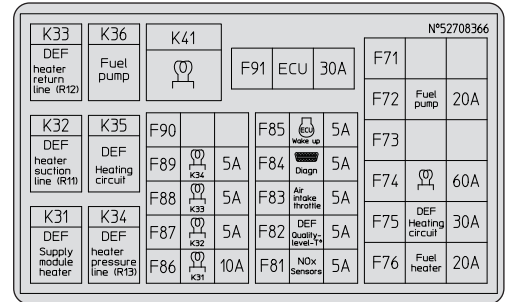 Nº52708366
K33
DEF
heater
return
line (R12)
K36
Fuel
pump
K41
F91 ECU 30A
F71
F72 Fuel pump 20A
K32
DEF
heater
suction
line (R11)
K35
DEF
Heating
circuit
F90
F89 K34 5A
F88 K33 5A
F87 K32 5A
F86 K31 10A
F85 ECU Wake up 5A
F84 Diagn 5A
F83 Air intake throttle 5A
F82 DEF Quality-level-Tª 5A
F81 NOx Sensors 5A
F73
F74 60A
F75 DEF Heating circuit 30A
F76 Fuel heater 20A
K31
DEF
Supply
module
heater
K34
DEF
heater
pressure
line (R13)